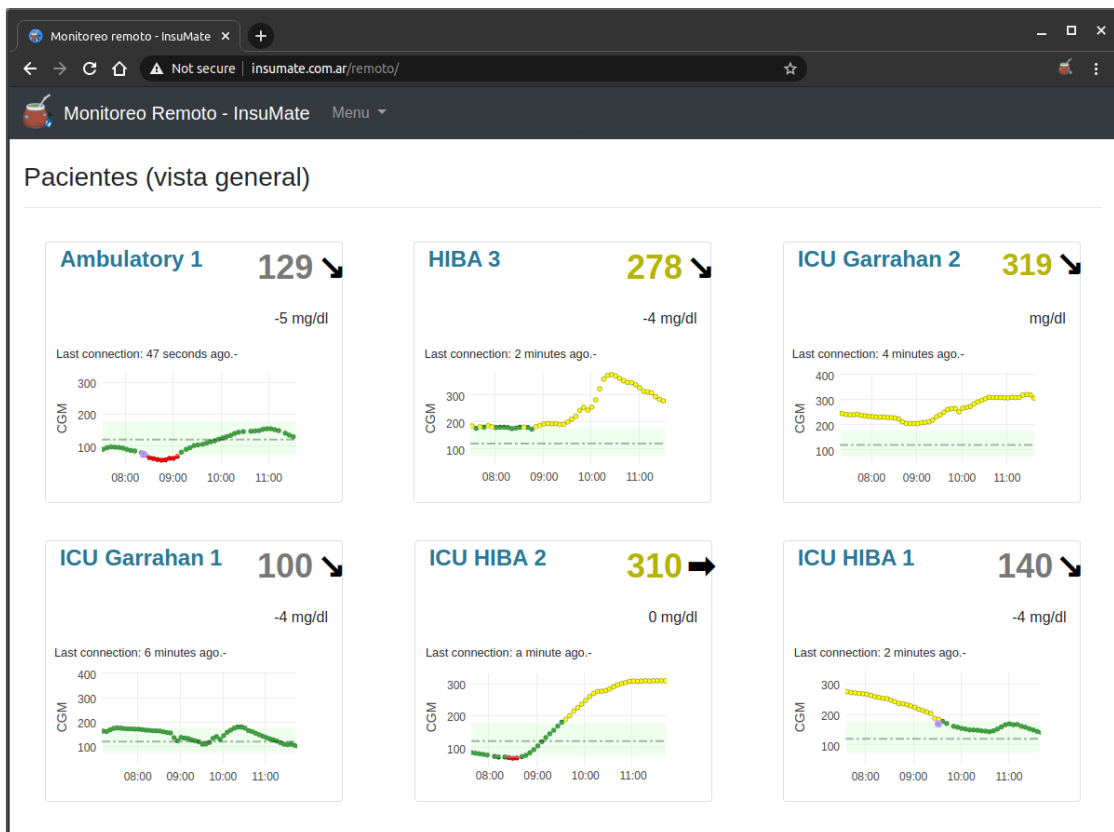 Monitoreo remoto - InsuMate
Not secure | insumate.com.ar/remoto/
Monitoreo Remoto - InsuMate Menu
Pacientes (vista general)
Ambulatory 1
129
-5 mg/dl
Last connection: 47 seconds ago.-
300
200
100
CGM
08:00 09:00 10:00 11:00
HIBA 3
278
-4 mg/dl
Last connection: 2 minutes ago.-
300
200
100
CGM
08:00 09:00 10:00 11:00
ICU Garrahan 2
319
mg/dl
Last connection: 4 minutes ago.-
400
300
200
100
CGM
08:00 09:00 10:00 11:00
ICU Garrahan 1
100
-4 mg/dl
Last connection: 6 minutes ago.-
400
300
200
100
CGM
08:00 09:00 10:00 11:00
ICU HIBA 2
310
0 mg/dl
Last connection: a minute ago.-
300
200
100
CGM
08:00 09:00 10:00 11:00
ICU HIBA 1
140
-4 mg/dl
Last connection: 2 minutes ago.-
300
200
100
CGM
08:00 09:00 10:00 11:00